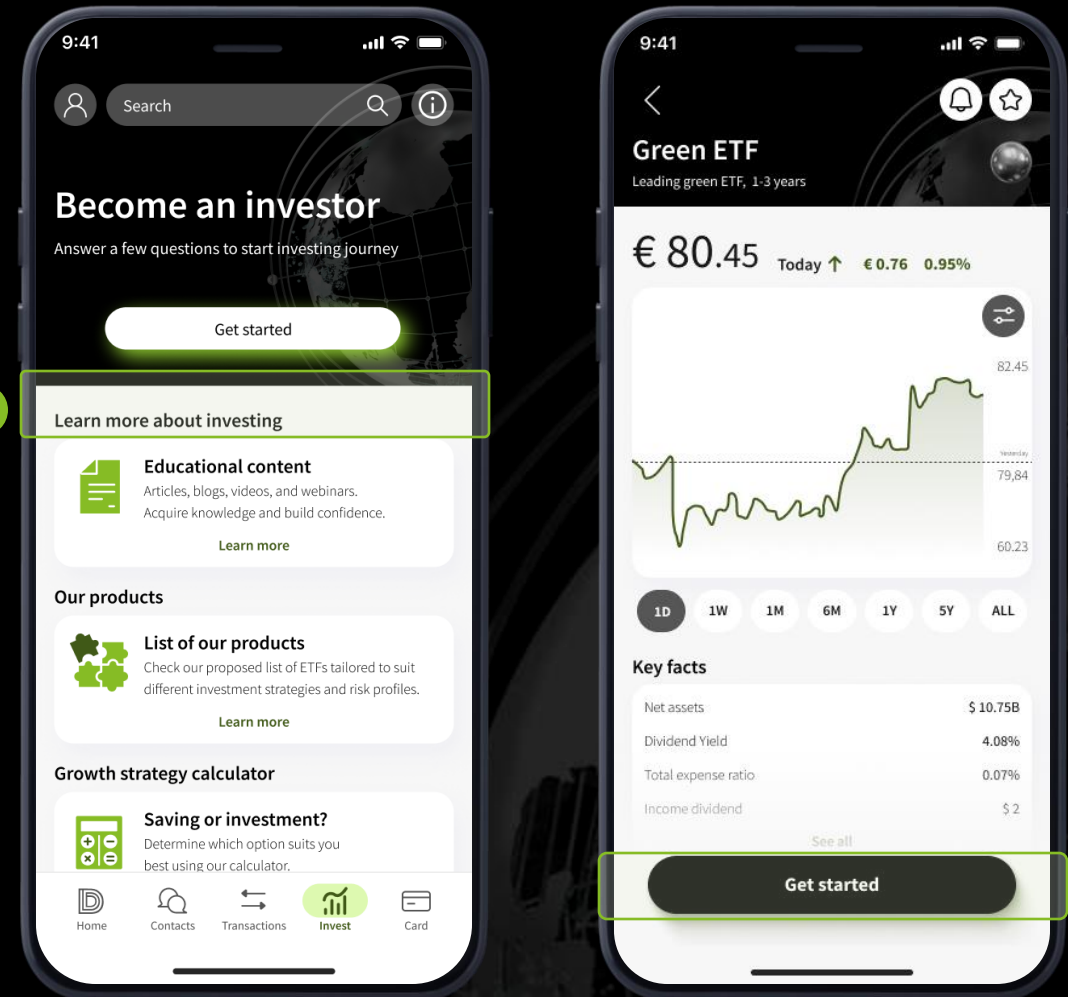 9:41
Search
Become an investor
Answer a few questions to start investing journey
Get started
Learn more about investing
Educational content
Articles, blogs, videos, and webinars.
Acquire knowledge and build confidence.
Learn more
Our products
List of our products
Check our proposed list of ETFs tailored to suit
different investment strategies and risk profiles.
Learn more
Growth strategy calculator
Saving or investment?
Determine which option suits you
best using our calculator.
Home Contacts Transactions Invest Card
9:41
Green ETF
Leading green ETF, 1-3 years
€ 80.45 Today ↑ € 0.76 0.95%
82.45
Yesterday
79,84
60.23
1D 1W 1M 6M 1Y 5Y ALL
Key facts
Net assets $ 10.75B
Dividend Yield 4.08%
Total expense ratio 0.07%
Income dividend $ 2
See all
Get started